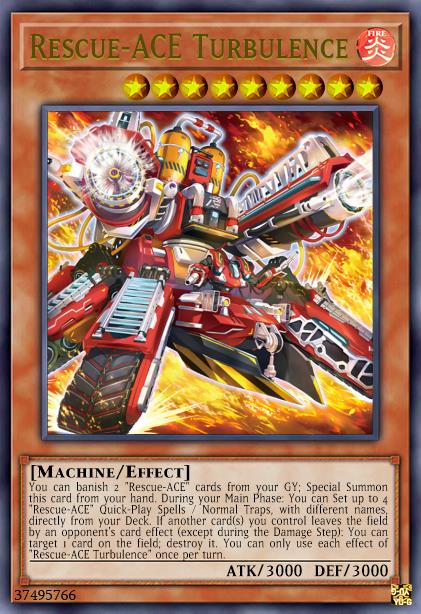 Rescue-ACE Turbulence
FIRE
炎
[Machine/Effect]
You can banish 2 "Rescue-ACE" cards from your GY; Special Summon
this card from your hand. During your Main Phase: You can Set up to 4
"Rescue-ACE" Quick-Play Spells / Normal Traps, with different names,
directly from your Deck. If another card(s) you control leaves the field
by an opponent's card effect (except during the Damage Step): You can
target 1 card on the field; destroy it. You can only use each effect of
"Rescue-ACE Turbulence" once per turn.
ATK/3000 DEF/3000
37495766